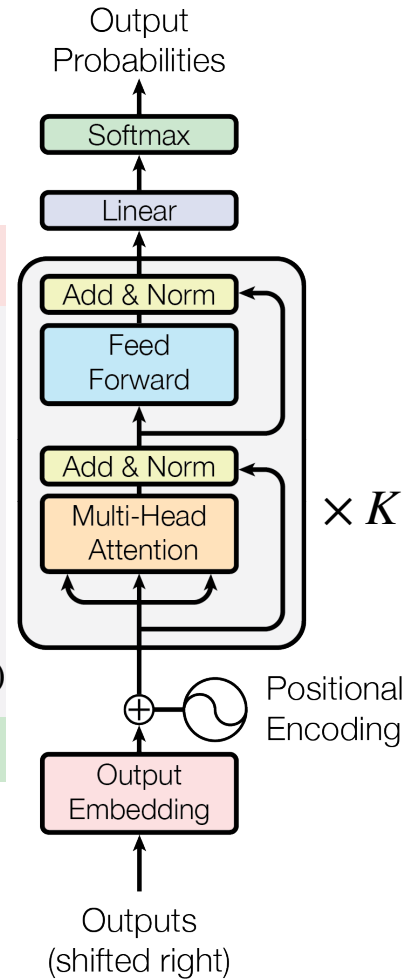 Output
Probabilities
Softmax
Linear
Add & Norm
Feed
Forward
Add & Norm
Multi-Head
Attention
× K
Positional
Encoding
)
Output
Embedding
Outputs
(shifted right)